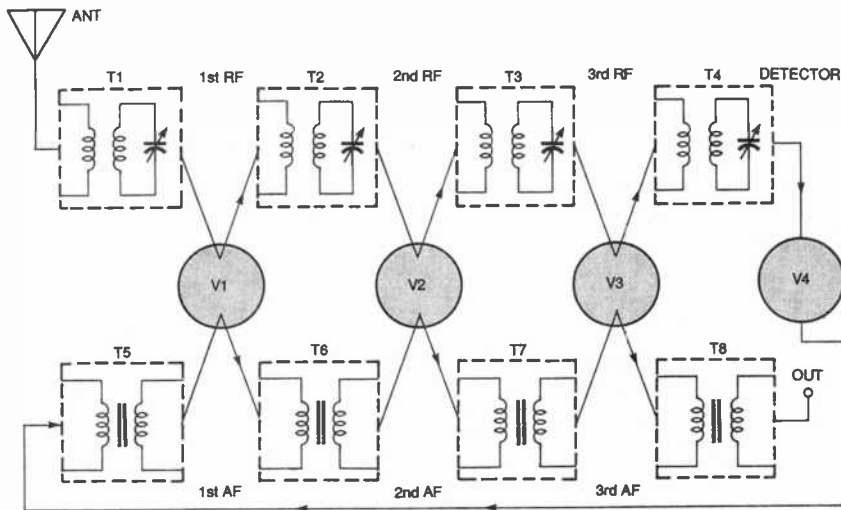 ANT
T1
1st RF
T2
2nd RF
T3
3rd RF
T4
DETECTOR
V1
V2
V3
V4
T5
T6
T7
T8
OUT
1st AF
2nd AF
3rd AF